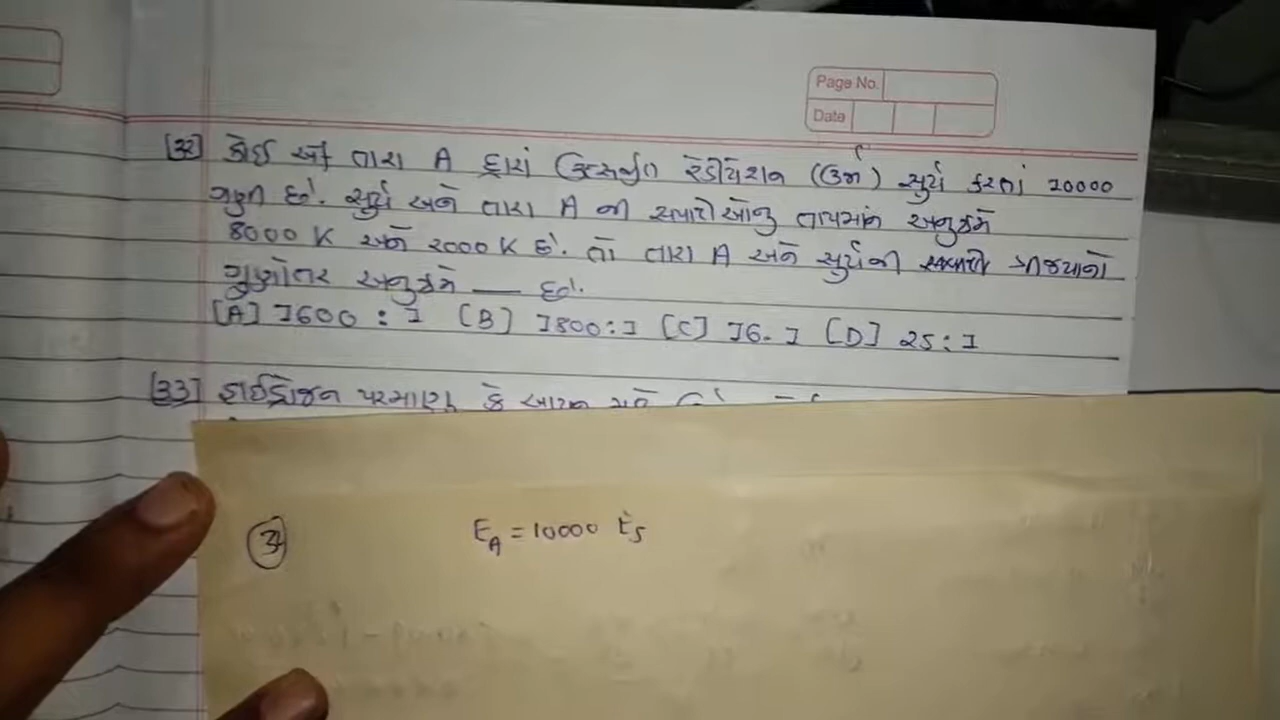 Page No.
Date
[32] કોઈ એક તારા A દ્વારા ઉત્સર્જીત રેડીયેશન (ઉર્જા) સુર્ય કરતાં 10000
ગણુ છે. સુર્ય અને તારા A ની સપાટીઓનુ તાપમાન અનુક્રમે
8000 K અને 2000 K છે. તો તારા A અને સુર્યની ત્રિજ્યાનો
ગુણોતર અનુક્રમે ___ છે.
[A] 1600 : 1 [B] 1800:1 [C] 16. 1 [D] 25 : 1
[33] હાઈડ્રોજન પરમાણુ કે આયન
32
E_A = 10000 E_S